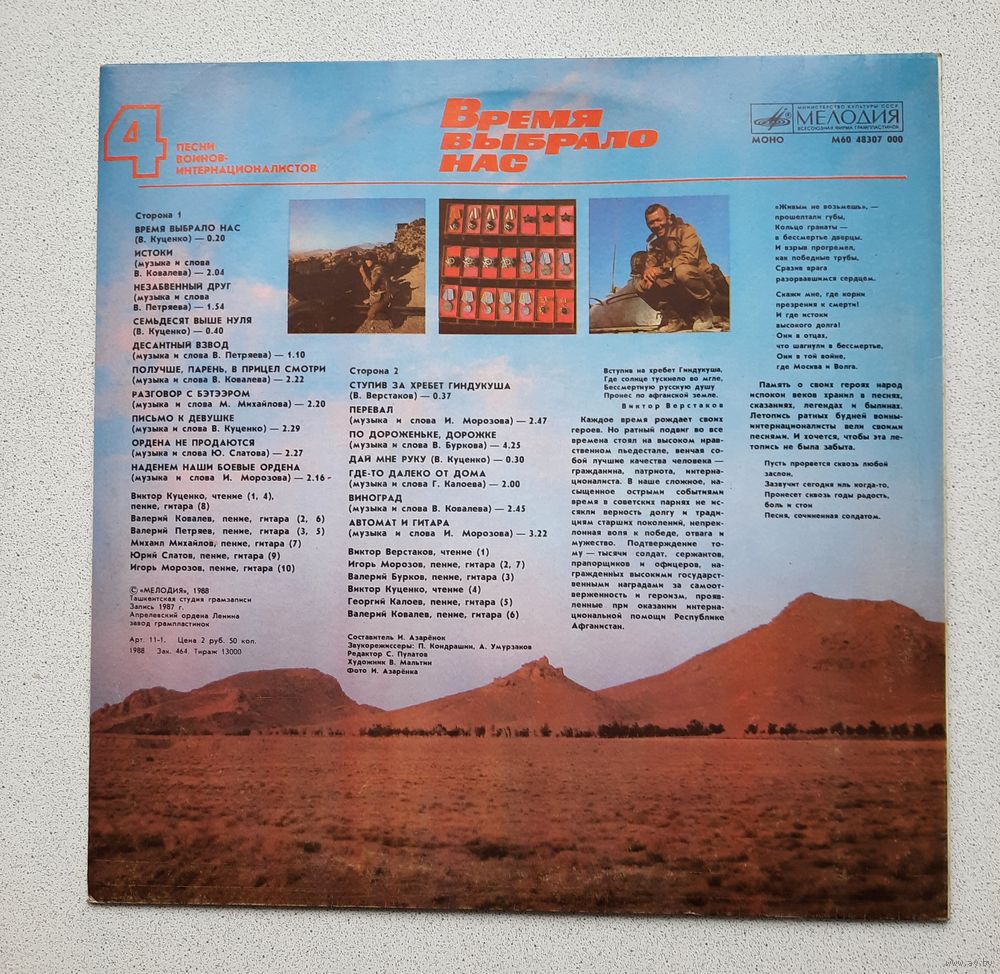 4
ПЕСНИ
ВОИНОВ-
ИНТЕРНАЦИОНАЛИСТОВ
ВРЕМЯ
ВЫБРАЛО
НАС
МИНИСТЕРСТВО КУЛЬТУРЫ СССР
МЕЛОДИЯ
ВСЕСОЮЗНАЯ ФИРМА ГРАМПЛАСТИНОК
МОНО М60 48307 000
Сторона 1
ВРЕМЯ ВЫБРАЛО НАС
(В. Куценко) — 0.20
ИСТОКИ
(музыка и слова
В. Ковалева) — 2.04
НЕЗАБВЕННЫЙ ДРУГ
(музыка и слова
В. Петряева) — 1.54
СЕМЬДЕСЯТ ВЫШЕ НУЛЯ
(В. Куценко) — 0.40
ДЕСАНТНЫЙ ВЗВОД
(музыка и слова В. Петряева) — 1.10
ПОЛУЧШЕ, ПАРЕНЬ, В ПРИЦЕЛ СМОТРИ
(музыка и слова В. Ковалева) — 2.22
РАЗГОВОР С БЭТЭЭРОМ
(музыка и слова М. Михайлова) — 2.20
ПИСЬМО К ДЕВУШКЕ
(музыка и слова В. Куценко) — 2.29
ОРДЕНА НЕ ПРОДАЮТСЯ
(музыка и слова Ю. Слатова) — 2.27
НАДЕНЕМ НАШИ БОЕВЫЕ ОРДЕНА
(музыка и слова И. Морозова) — 2.16
Виктор Куценко, чтение (1, 4),
пение, гитара (8)
Валерий Ковалев, пение, гитара (2, 6)
Валерий Петряев, пение, гитара (3, 5)
Михаил Михайлов, пение, гитара (7)
Юрий Слатов, пение, гитара (9)
Игорь Морозов, пение, гитара (10)
© «МЕЛОДИЯ», 1988
Ташкентская студия грамзаписи
Запись 1987 г.
Апрелевский ордена Ленина
завод грампластинок
Арт. 11-1. Цена 2 руб. 50 коп.
1988 Зак. 464. Тираж 13000
Сторона 2
СТУПИВ ЗА ХРЕБЕТ ГИНДУКУША
(В. Верстаков) — 0.37
ПЕРЕВАЛ
(музыка и слова И. Морозова) — 2.47
ПО ДОРОЖЕНЬКЕ, ДОРОЖКЕ
(музыка и слова В. Буркова) — 4.25
ДАЙ МНЕ РУКУ (В. Куценко) — 0.30
ГДЕ-ТО ДАЛЕКО ОТ ДОМА
(музыка и слова Г. Калоева) — 2.00
ВИНОГРАД
(музыка и слова В. Ковалева) — 2.45
АВТОМАТ И ГИТАРА
(музыка и слова И. Морозова) — 3.22
Виктор Верстаков, чтение (1)
Игорь Морозов, пение, гитара (2, 7)
Валерий Бурков, пение, гитара (3)
Виктор Куценко, чтение (4)
Георгий Калоев, пение, гитара (5)
Валерий Ковалев, пение, гитара (6)
Составитель И. Азарёнок
Звукорежиссеры: П. Кондрашин, А. Умурзаков
Редактор С. Пулатов
Художник В. Мальтин
Фото И. Азарёнка
Вступив на хребет Гиндукуша,
Где солнце тускнело во мгле,
Бессмертную русскую душу
Пронес по афганской земле.
Виктор Верстаков
Каждое время рождает своих
героев. Но ратный подвиг во все
времена стоял на высоком нрав-
ственном пьедестале, венчая со-
бой лучшие качества человека —
гражданина, патриота, интерна-
ционалиста. В наше сложное, на-
сыщенное острыми событиями
время в советских парнях не ис-
сякли верность долгу и тради-
циям старших поколений, непрек-
лонная воля к победе, отвага и
мужество. Подтверждение то-
му — тысячи солдат, сержантов,
прапорщиков и офицеров, на-
гражденных высокими государст-
венными наградами за самоот-
верженность и героизм, прояв-
ленные при оказании интерна-
циональной помощи Республике
Афганистан.
«Живым не возьмешь», —
прошептали губы,
Кольцо гранаты —
в бессмертье дверцы.
И взрыв прогремел,
как победные трубы,
Сразив врага
разорвавшимся сердцем.
Скажи мне, где корни
презрения к смерти!
И где истоки
высокого долга!
Они в отцах,
что шагнули в бессмертье,
Они в той войне,
где Москва и Волга.
Память о своих героях народ
испокон веков хранил в песнях,
сказаниях, легендах и былинах.
Летопись ратных будней воины-
интернационалисты вели своими
песнями. И хочется, чтобы эта ле-
топись не была забыта.
Пусть прорвется сквозь любой
заслон,
Зазвучит сегодня иль когда-то,
Пронесет сквозь годы радость,
боль и стон
Песня, сочиненная солдатом.
www.ay.by